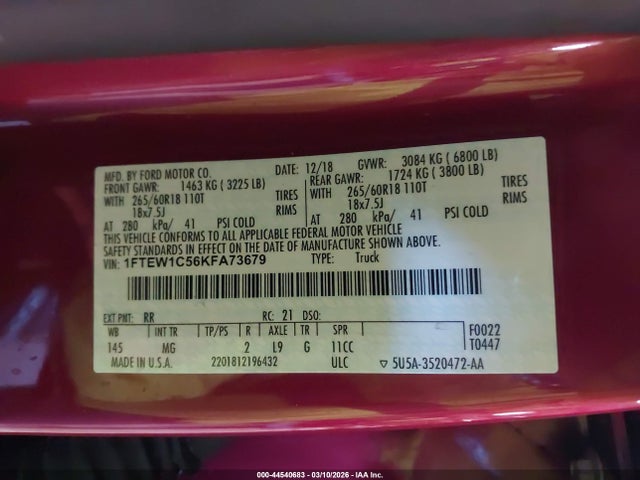 MFD. BY FORD MOTOR CO. DATE: 12/18 GVWR: 3084 KG ( 6800 LB)
FRONT GAWR: 1463 KG ( 3225 LB) REAR GAWR: 1724 KG ( 3800 LB)
WITH 265/60R18 110T TIRES WITH 265/60R18 110T TIRES
18x7.5J RIMS 18x7.5J RIMS
AT 280 kPa/ 41 PSI COLD AT 280 kPa/ 41 PSI COLD
THIS VEHICLE CONFORMS TO ALL APPLICABLE FEDERAL MOTOR VEHICLE
SAFETY STANDARDS IN EFFECT ON THE DATE OF MANUFACTURE SHOWN ABOVE.
VIN: 1FTEW1C56KFA73679 TYPE: Truck
EXT PNT: RR RC: 21 DSO: F0022
WB INT TR TP/PS R AXLE TR SPR T0447
145 MG 2 L9 G 11CC
MADE IN U.S.A. 2201812196432 ULC ▽ 5U5A-3520472-AA
000-44540683 - 03/10/2026 - IAA Inc.